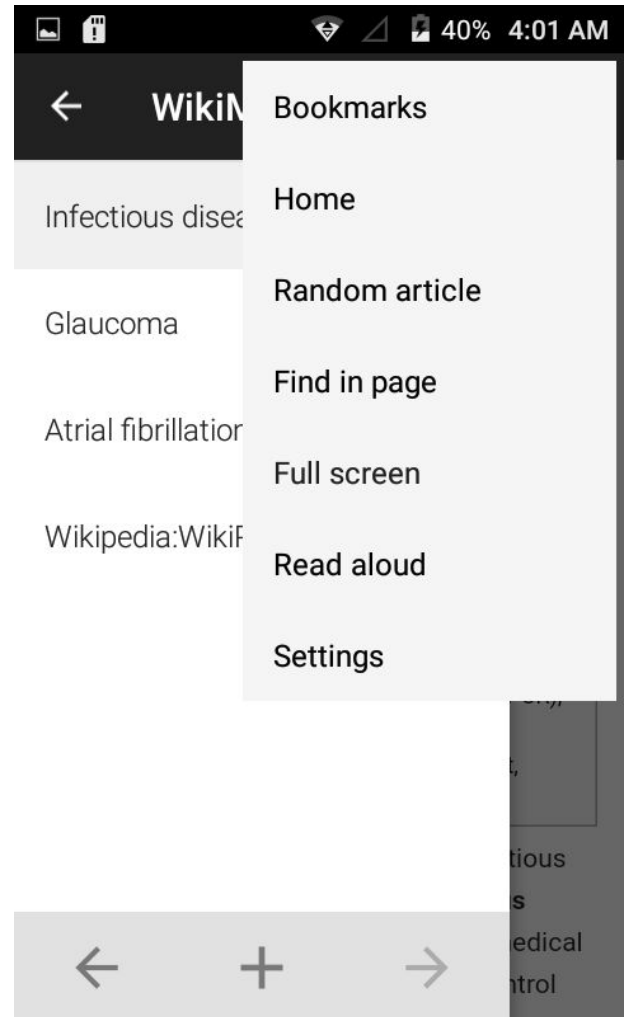 40% 4:01 AM
WikiM
Bookmarks
Home
Random article
Find in page
Full screen
Read aloud
Settings
Infectious disea
Glaucoma
Atrial fibrillation
Wikipedia:WikiP
t,
tious
s
edical
ntrol